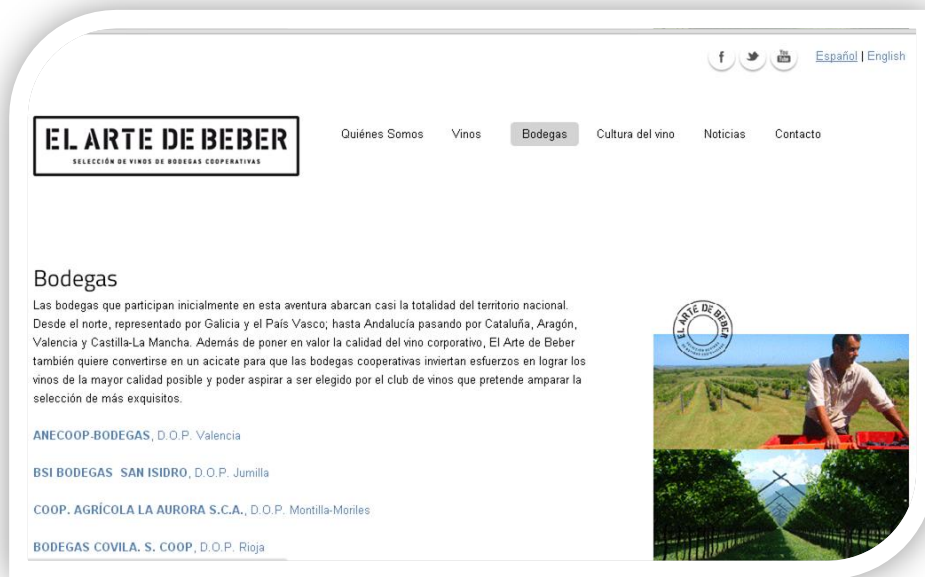 Español | English
EL ARTE DE BEBER
SELECCIÓN DE VINOS DE BODEGAS COOPERATIVAS
Quiénes Somos Vinos Bodegas Cultura del vino Noticias Contacto
Bodegas
Las bodegas que participan inicialmente en esta aventura abarcan casi la totalidad del territorio nacional.
Desde el norte, representado por Galicia y el País Vasco; hasta Andalucía pasando por Cataluña, Aragón,
Valencia y Castilla-La Mancha. Además de poner en valor la calidad del vino corporativo, El Arte de Beber
también quiere convertirse en un acicate para que las bodegas cooperativas inviertan esfuerzos en lograr los
vinos de la mayor calidad posible y poder aspirar a ser elegido por el club de vinos que pretende amparar la
selección de más exquisitos.
EL ARTE DE BEBER
ANECOOP-BODEGAS, D.O.P. Valencia
BSI BODEGAS SAN ISIDRO, D.O.P. Jumilla
COOP. AGRÍCOLA LA AURORA S.C.A., D.O.P. Montilla-Moriles
BODEGAS COVILA. S. COOP, D.O.P. Rioja